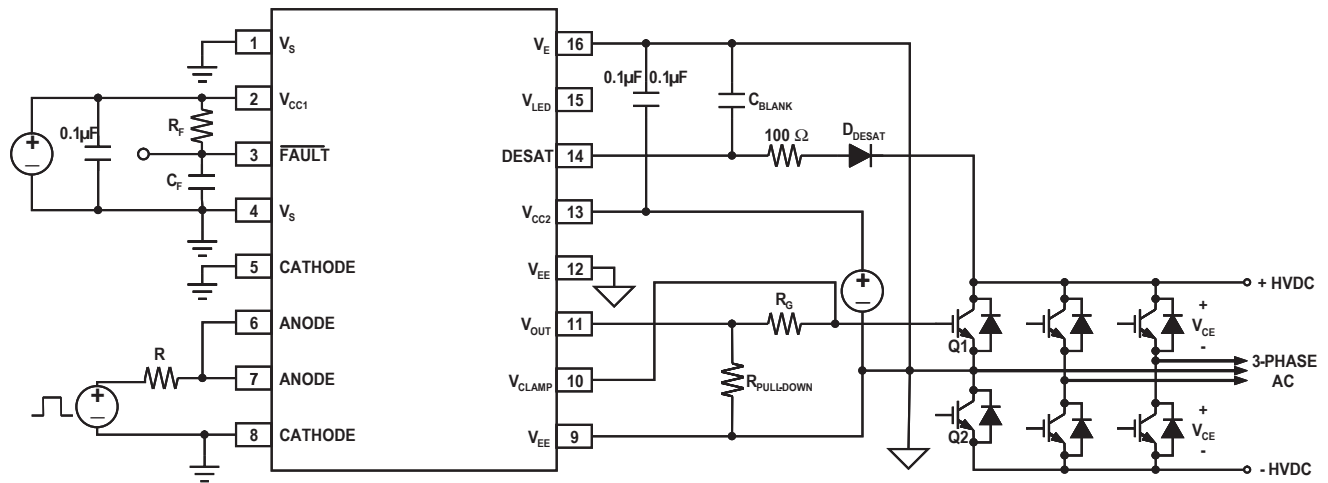 1 V_S
2 V_CC1
3 FAULT
4 V_S
5 CATHODE
6 ANODE
7 ANODE
8 CATHODE
V_E 16
V_LED 15
DESAT 14
V_CC2 13
V_EE 12
V_OUT 11
V_CLAMP 10
V_EE 9
+
–
0.1µF
R_F
C_F
R
+
–
0.1µF 0.1µF
C_BLANK
100 Ω
D_DESAT
+
–
R_G
R_PULL-DOWN
+ HVDC
Q1
+
V_CE
-
3-PHASE
AC
Q2
+
V_CE
-
- HVDC